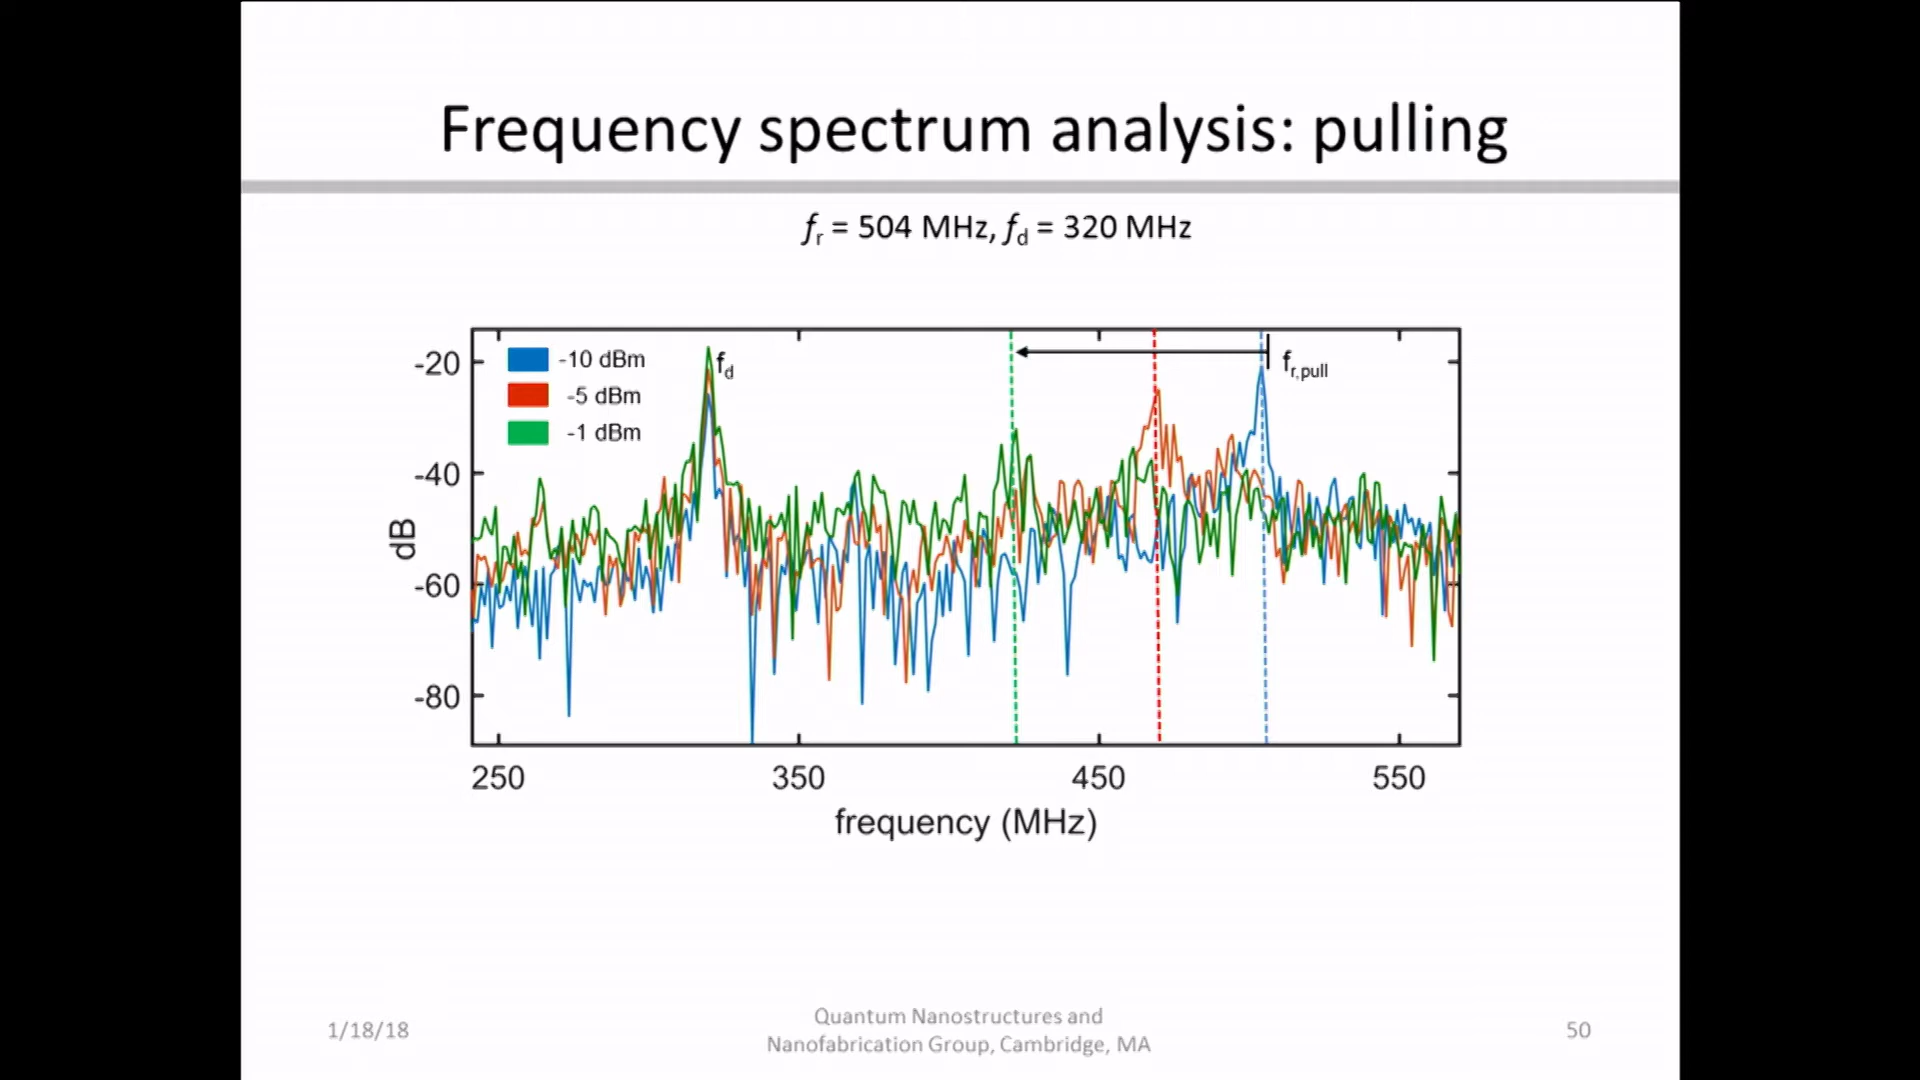 Frequency spectrum analysis: pulling
fr = 504 MHz, fd = 320 MHz
-10 dBm
-5 dBm
-1 dBm
fd
fr,pull
-20
-40
-60
-80
dB
250 350 450 550
frequency (MHz)
1/18/18
Quantum Nanostructures and
Nanofabrication Group, Cambridge, MA
50